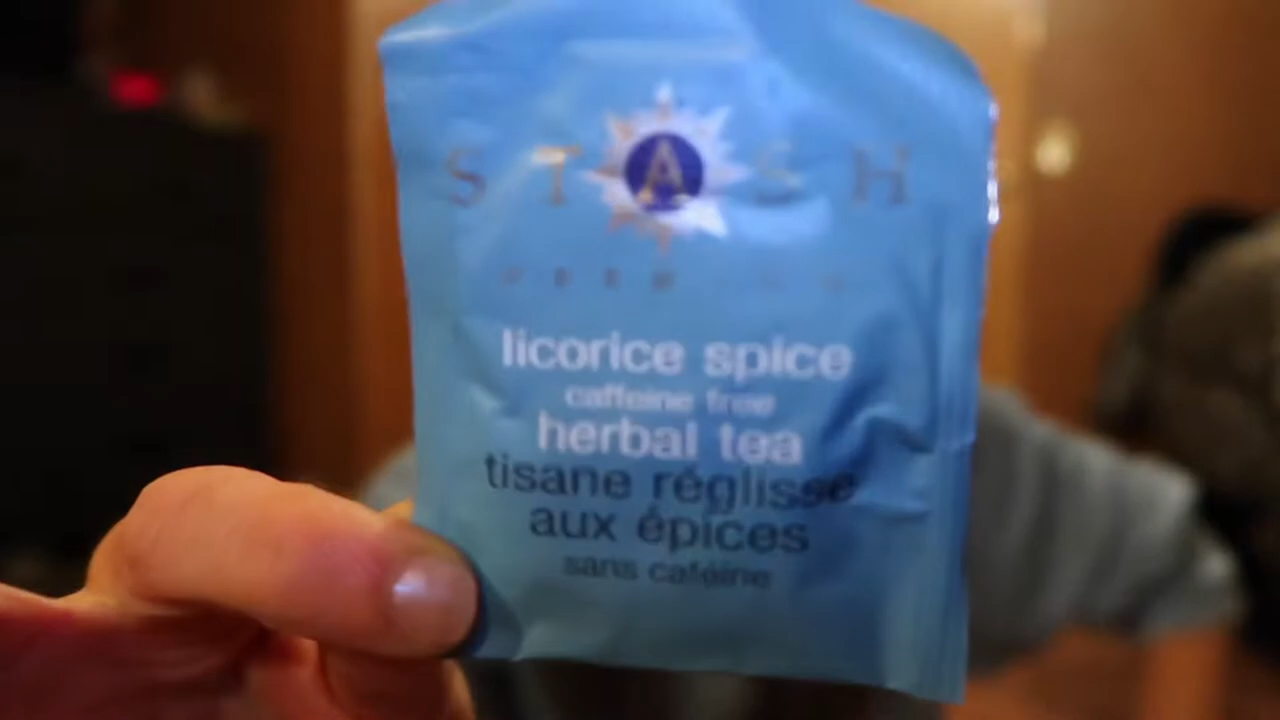 STASH
licorice spice
caffeine free
herbal tea
tisane réglisse
aux épices
sans caféine